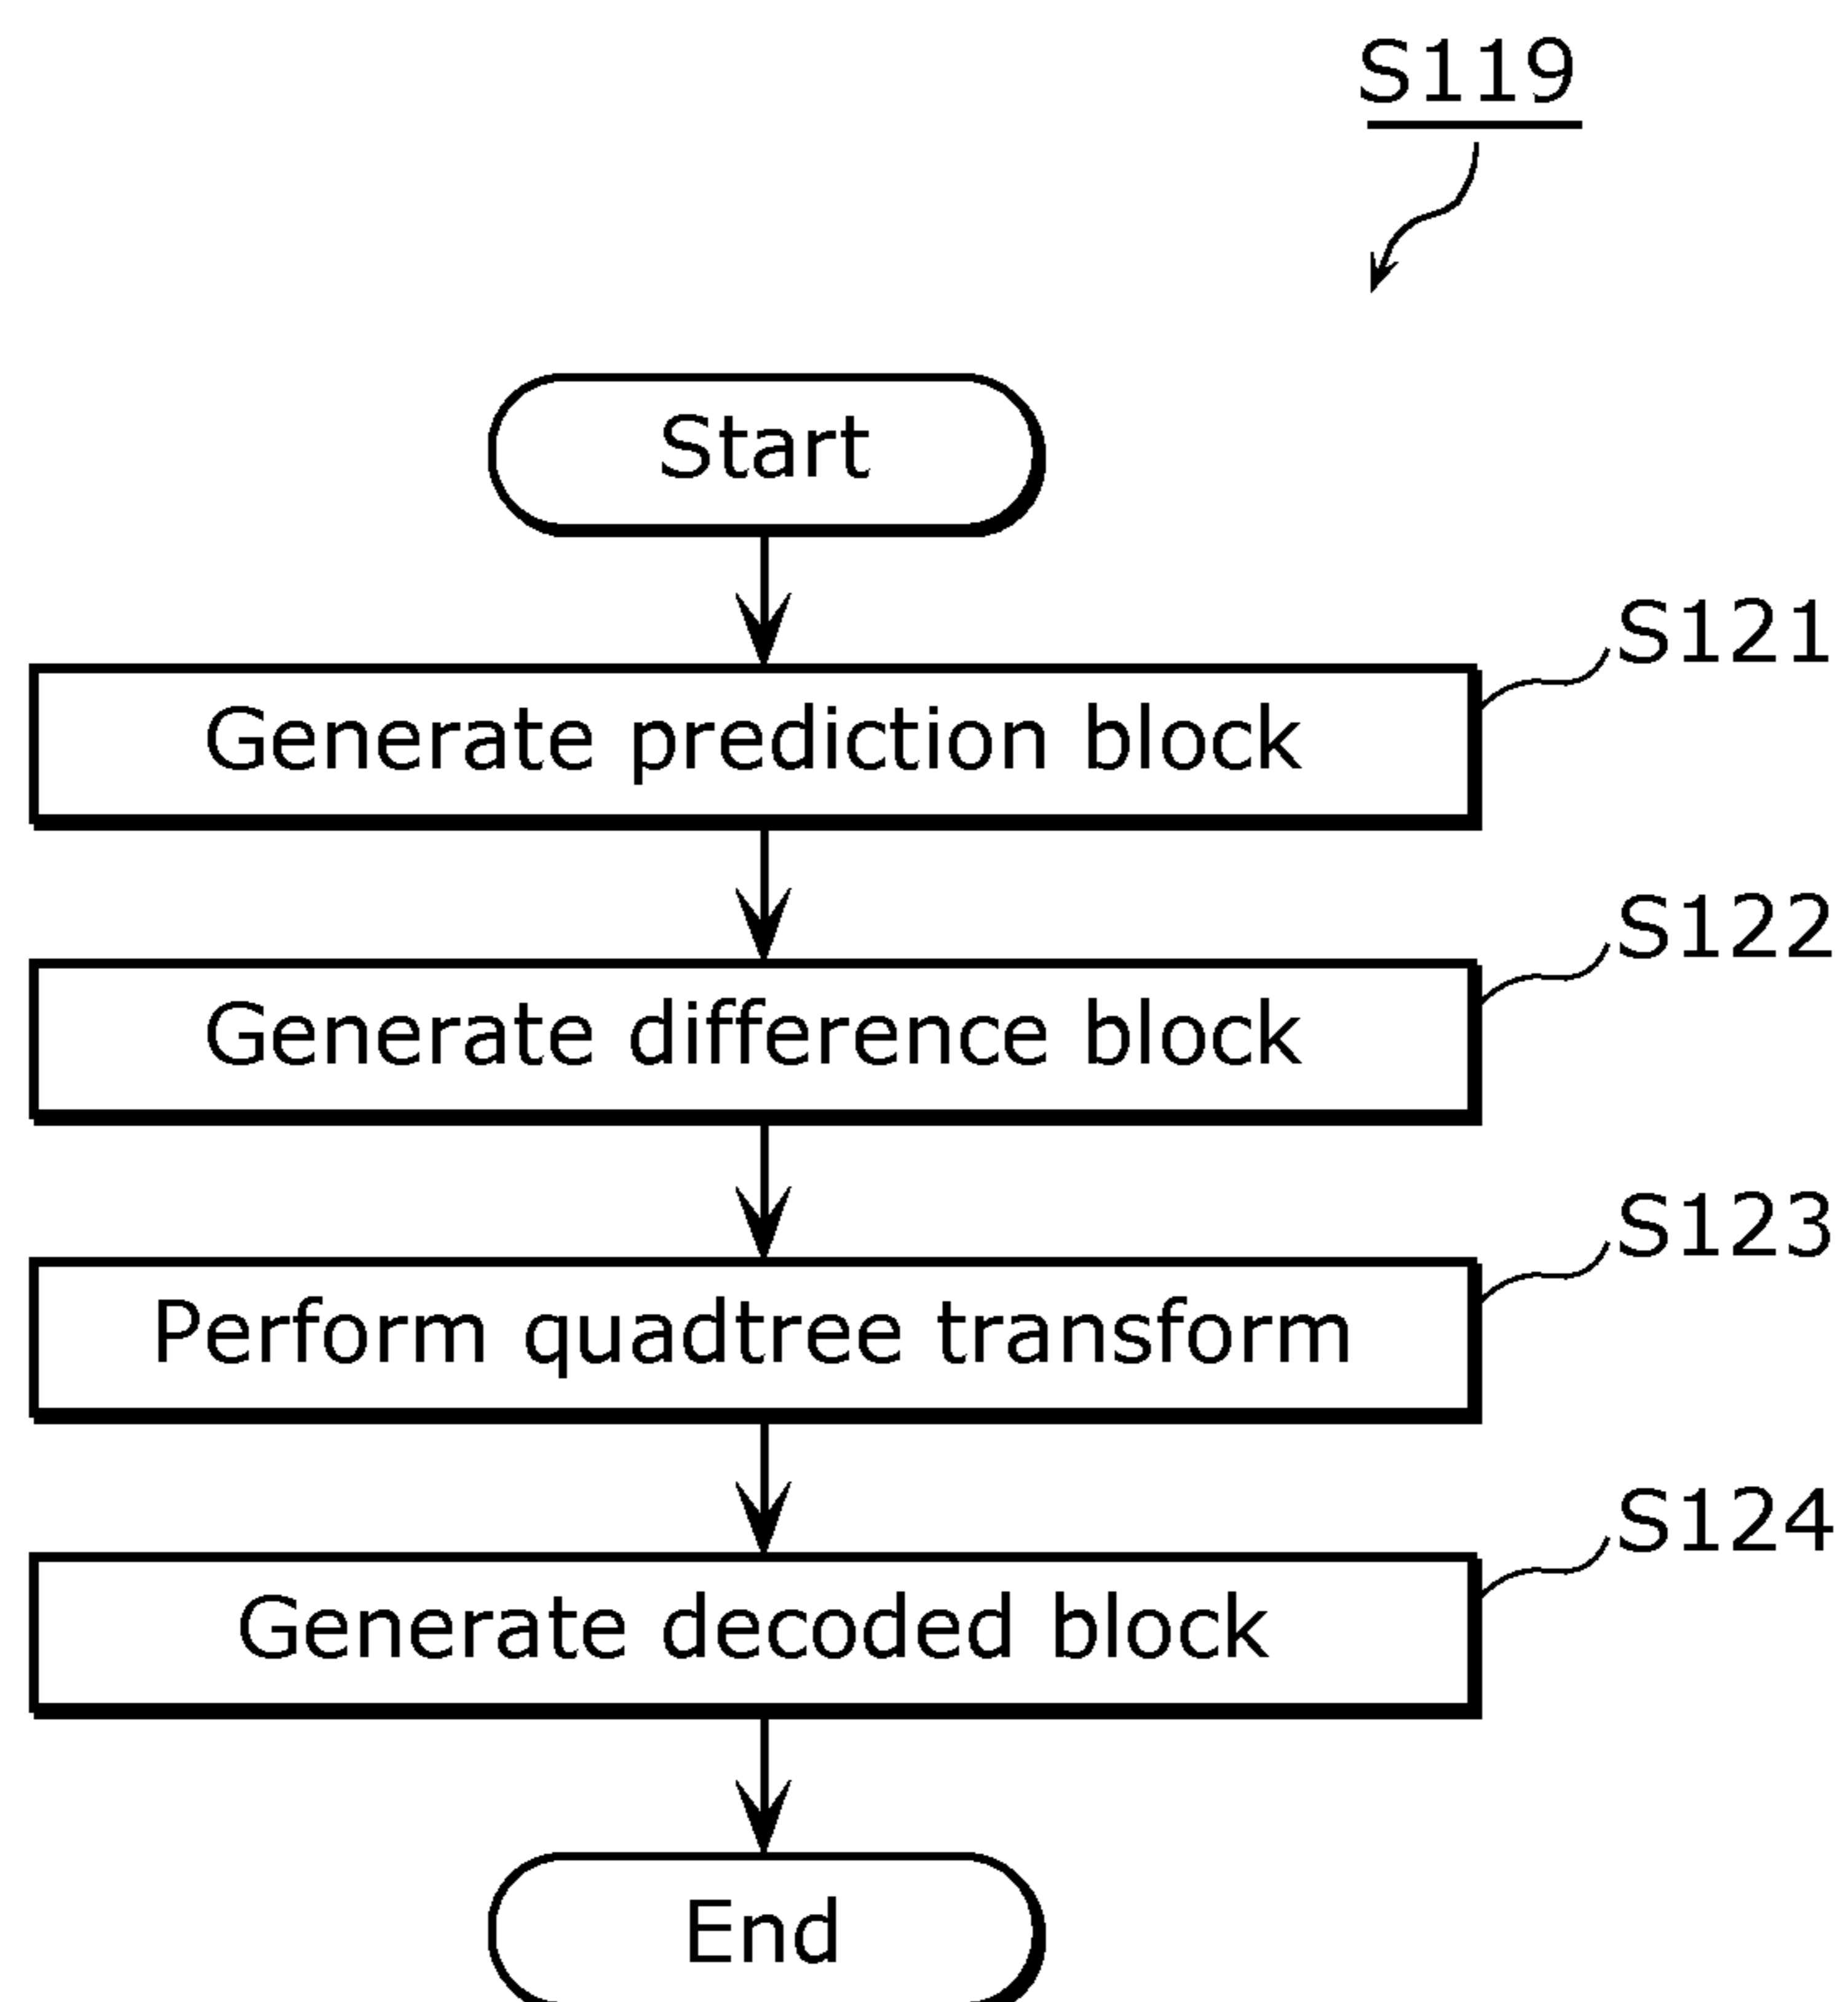 S119
Start
S121
Generate prediction block
S122
Generate difference block
S123
Perform quadtree transform
S124
Generate decoded block
End